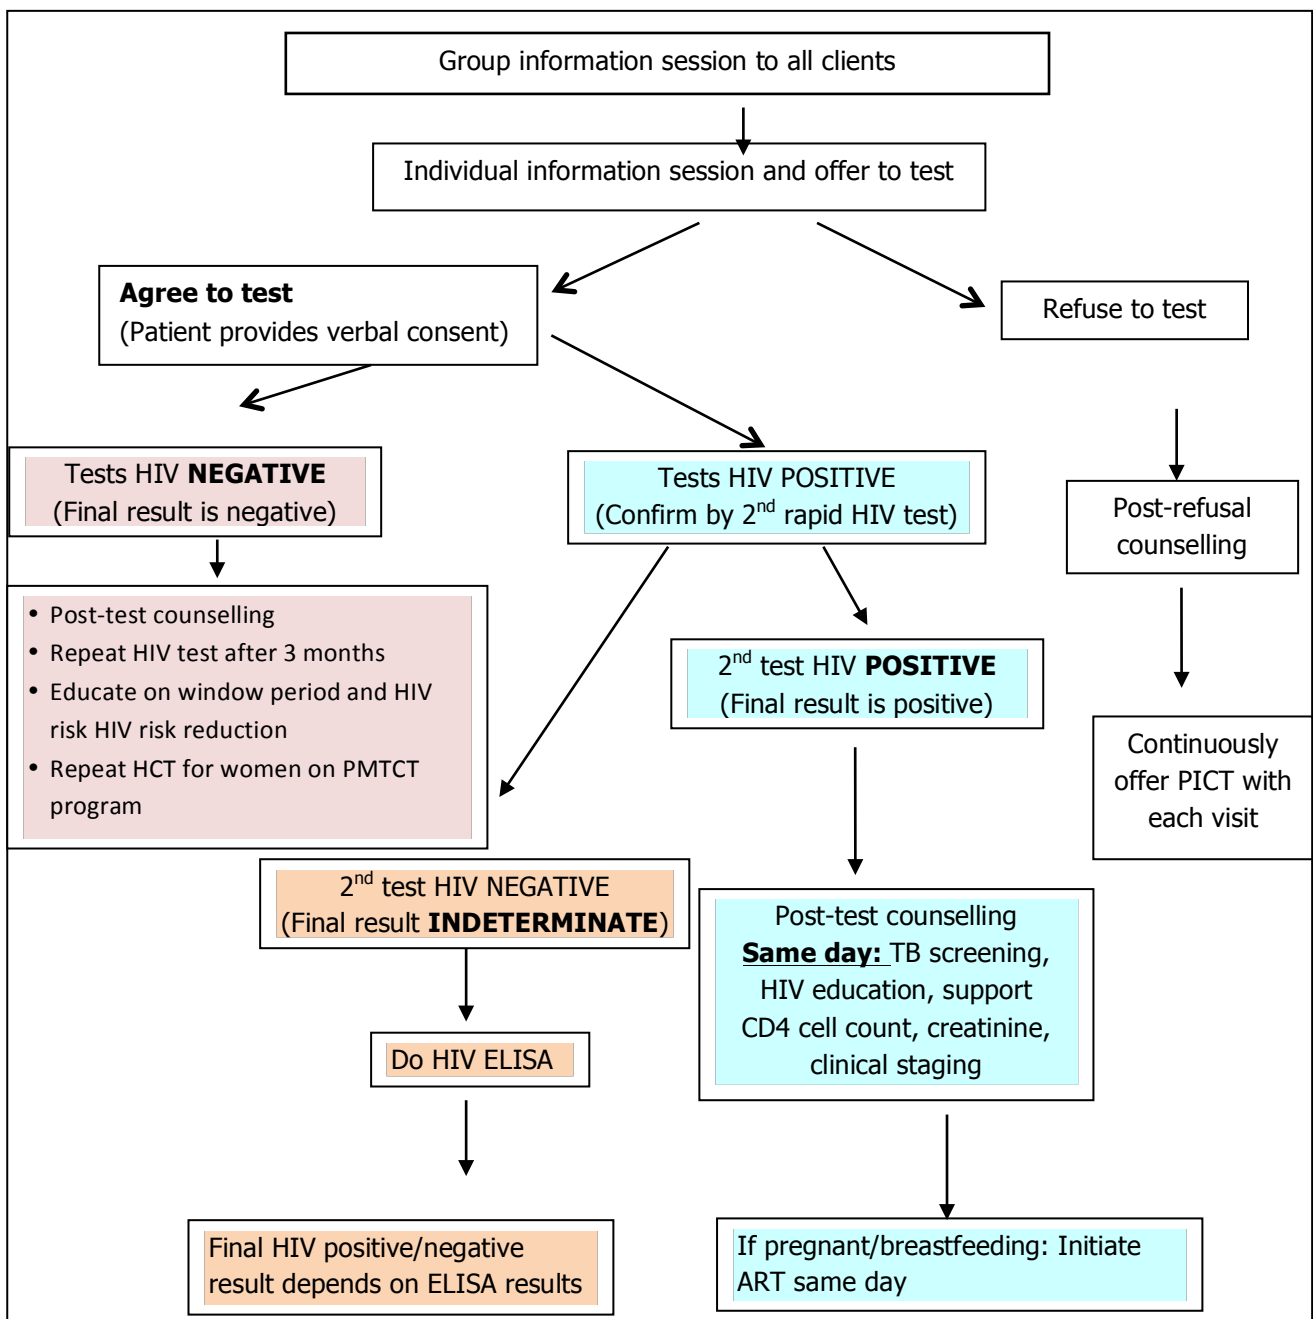 Group information session to all clients
Individual information session and offer to test
Agree to test
(Patient provides verbal consent)
Refuse to test
Tests HIV NEGATIVE
(Final result is negative)
Tests HIV POSITIVE
(Confirm by 2nd rapid HIV test)
Post-refusal
counselling
• Post-test counselling
• Repeat HIV test after 3 months
• Educate on window period and HIV
risk HIV risk reduction
• Repeat HCT for women on PMTCT
program
2nd test HIV POSITIVE
(Final result is positive)
Continuously
offer PICT with
each visit
2nd test HIV NEGATIVE
(Final result INDETERMINATE)
Post-test counselling
Same day: TB screening,
HIV education, support
CD4 cell count, creatinine,
clinical staging
Do HIV ELISA
Final HIV positive/negative
result depends on ELISA results
If pregnant/breastfeeding: Initiate
ART same day